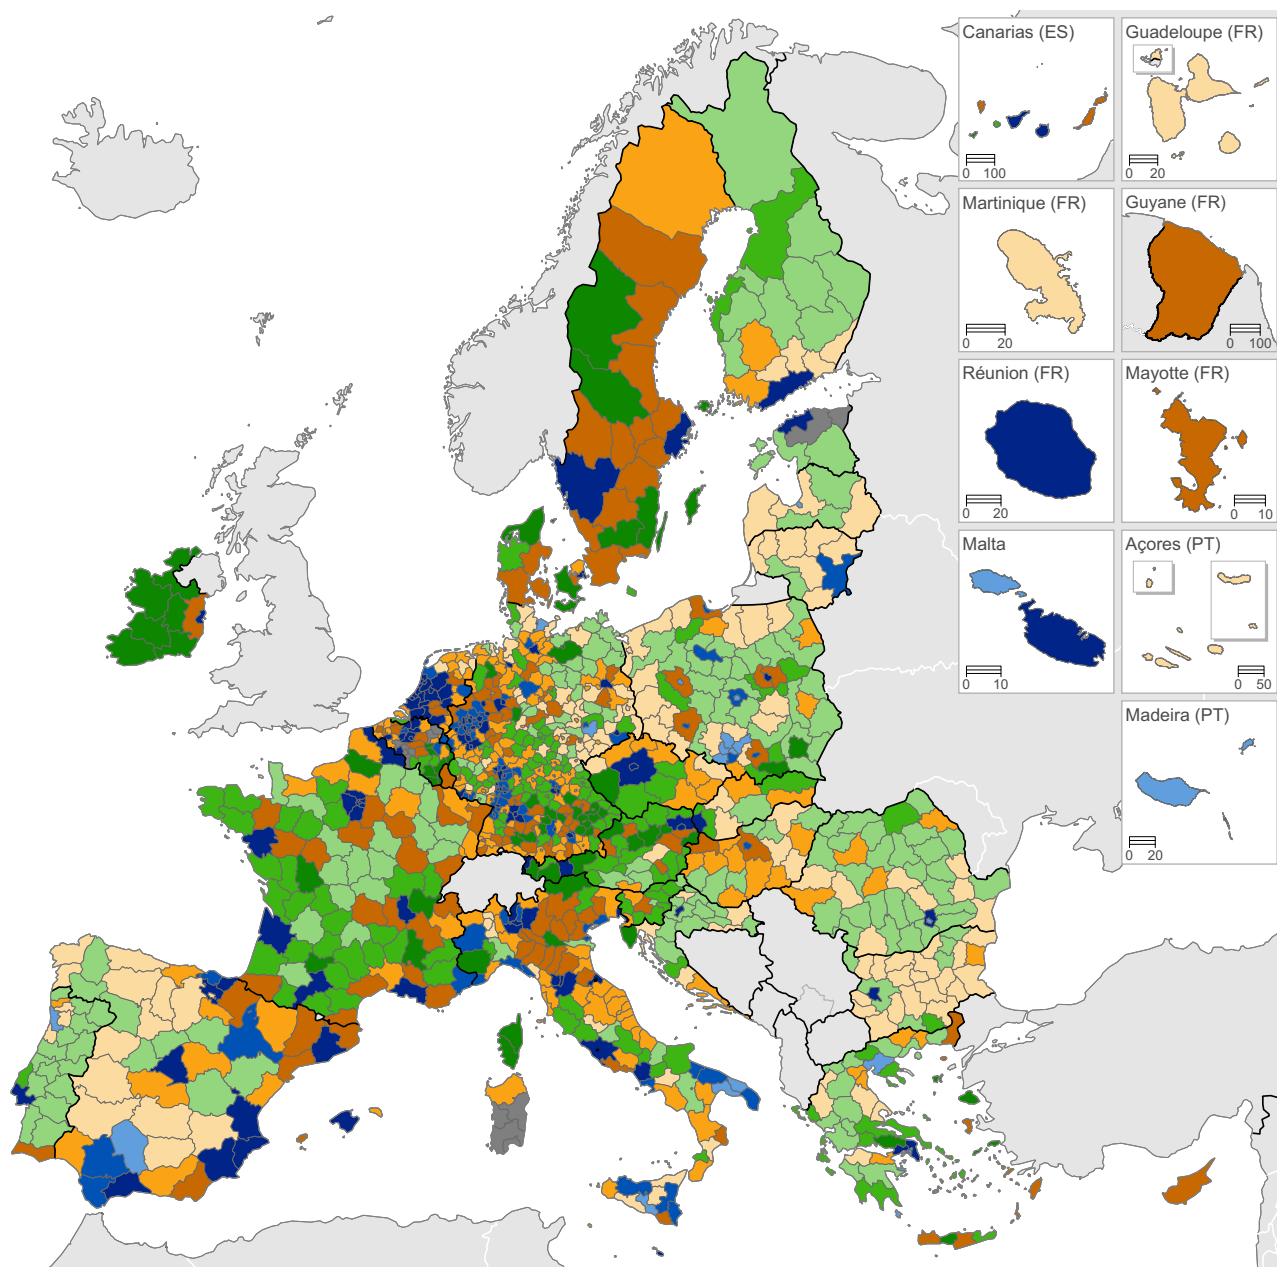 Canarias (ES)
0 100
Guadeloupe (FR)
0 20
Martinique (FR)
0 20
Guyane (FR)
0 100
Réunion (FR)
0 20
Mayotte (FR)
0 10
Malta
0 10
Açores (PT)
0 50
Madeira (PT)
0 20